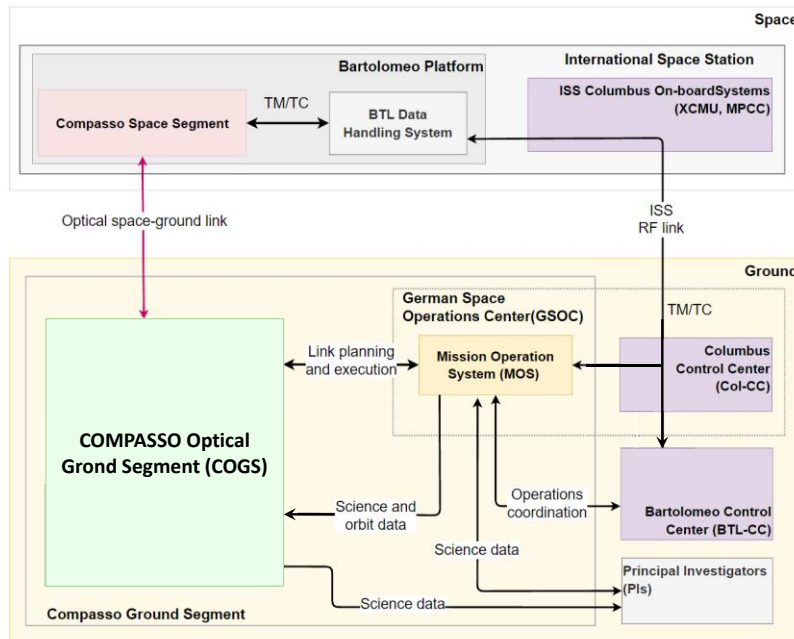 Space
International Space Station
Bartolomeo Platform
ISS Columbus On-boardSystems
(XCMU, MPCC)
TM/TC
Compasso Space Segment
BTL Data
Handling System
Optical space-ground link
ISS
RF link
Ground
German Space
Operations Center(GSOC)
TM/TC
Link planning
and execution
Mission Operation
System (MOS)
Columbus
Control Center
(Col-CC)
COMPASSO Optical
Grond Segment (COGS)
Science and
orbit data
Operations
coordination
Bartolomeo Control
Center (BTL-CC)
Science data
Principal Investigators
(PIs)
Science data
Compasso Ground Segment